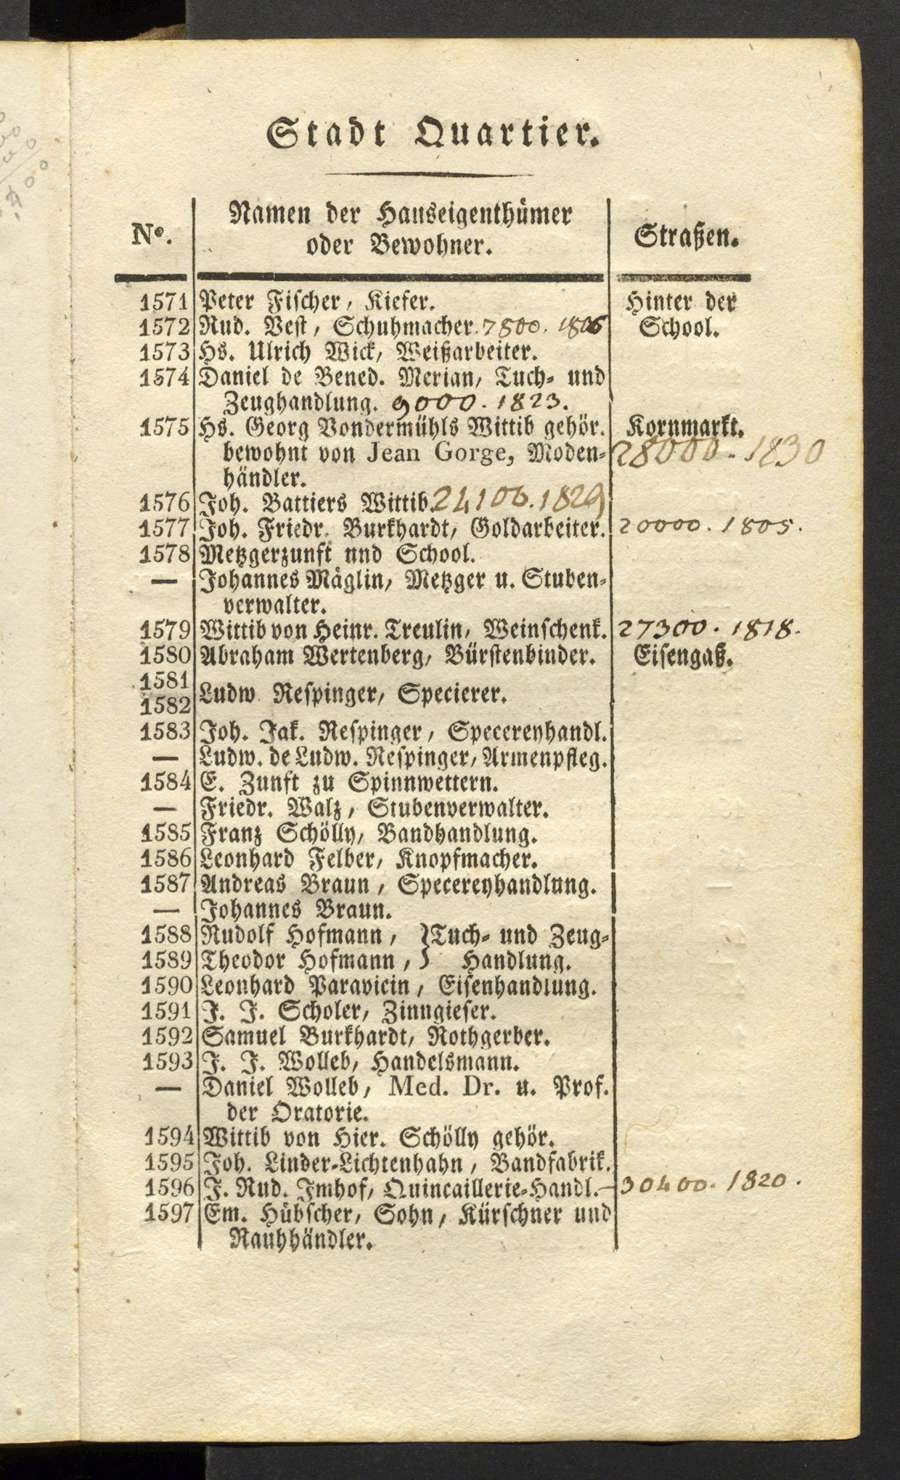 Stadt Quartier.
Nº. Namen der Hauseigenthümer oder Bewohner. Straßen.
1571 Peter Fischer, Kiefer. Hinter der
1572 Rud. Vest, Schuhmacher. 7800. 1806 School.
1573 Hs. Ulrich Wick, Weißarbeiter.
1574 Daniel de Bened. Merian, Tuch- und
Zeughandlung. 9000. 1823.
1575 Hs. Georg Vondermühls Wittib gehör. Kornmarkt.
bewohnt von Jean Gorge, Moden- 28000. 1830
händler.
1576 Joh. Battiers Wittib. 24100. 1829
1577 Joh. Friedr. Burkhardt, Goldarbeiter. 20000. 1805.
1578 Metzgerzunft und School.
— Johannes Mäglin, Metzger u. Stuben-
verwalter.
1579 Wittib von Heinr. Treulin, Weinschenk. 27300. 1818.
1580 Abraham Wertenberg, Bürstenbinder. Eisengaß.
1581
1582 Ludw Respinger, Specierer.
1583 Joh. Jak. Respinger, Specereyhandl.
— Ludw. de Ludw. Respinger, Armenpfleg.
1584 E. Zunft zu Spinnwettern.
— Friedr. Walz, Stubenverwalter.
1585 Franz Schölly, Bandhandlung.
1586 Leonhard Felber, Knopfmacher.
1587 Andreas Braun, Specereyhandlung.
— Johannes Braun.
1588 Rudolf Hofmann, } Tuch- und Zeug-
1589 Theodor Hofmann, } Handlung.
1590 Leonhard Paravicin, Eisenhandlung.
1591 J. J. Scholer, Zinngieser.
1592 Samuel Burkhardt, Rothgerber.
1593 J. J. Wolleb, Handelsmann.
— Daniel Wolleb, Med. Dr. u. Prof.
der Oratorie.
1594 Wittib von Hier. Schölly gehör.
1595 Joh. Linder-Lichtenhahn, Bandfabrik.
1596 J. Rud. Imhof, Quincaillerie-Handl. — 30400. 1820.
1597 Em. Hübscher, Sohn, Kürschner und
Rauhhändler.